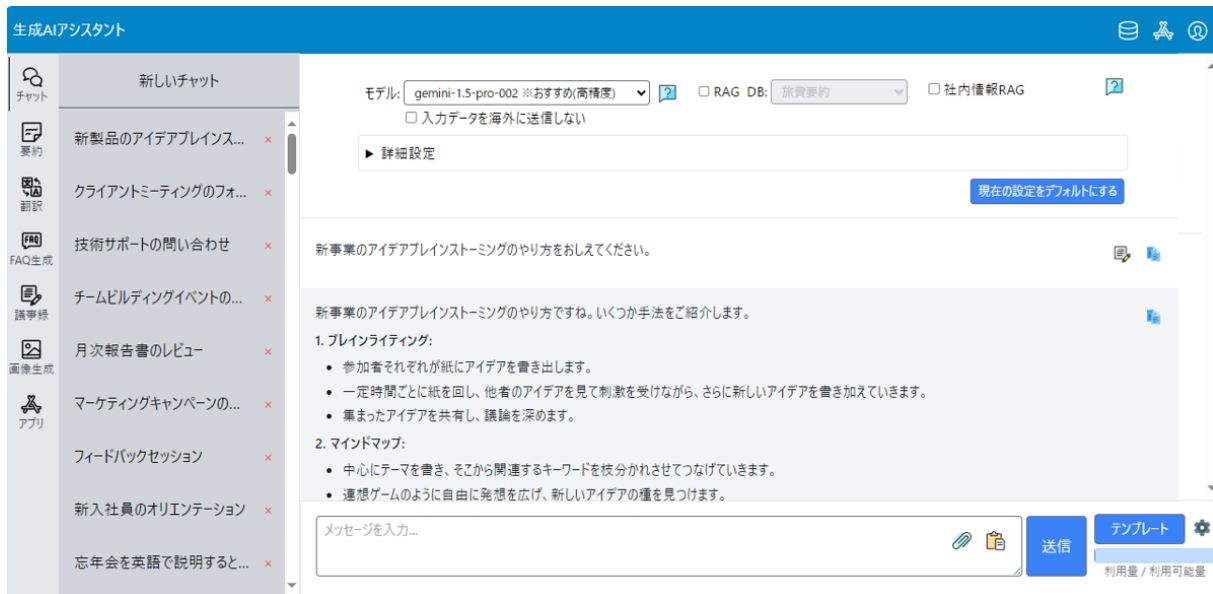 生成AIアシスタント
チャット
要約
翻訳
FAQ
FAQ生成
議事録
画像生成
アプリ
新しいチャット
新製品のアイデアブレインス... ×
クライアントミーティングのフォ... ×
技術サポートの問い合わせ ×
チームビルディングイベントの... ×
月次報告書のレビュー ×
マーケティングキャンペーンの... ×
フィードバックセッション ×
新入社員のオリエンテーション ×
忘年会を英語で説明すると... ×
モデル: gemini-1.5-pro-002 ※おすすめ(高精度) ? RAG DB: 旅費要約 社内情報RAG ?
入力データを海外に送信しない
▶ 詳細設定
現在の設定をデフォルトにする
新事業のアイデアブレインストーミングのやり方をおしえてください。
新事業のアイデアブレインストーミングのやり方ですね。いくつか手法をご紹介します。
1. ブレインライティング:
• 参加者それぞれが紙にアイデアを書き出します。
• 一定時間ごとに紙を回し、他者のアイデアを見て刺激を受けながら、さらに新しいアイデアを書き加えていきます。
• 集まったアイデアを共有し、議論を深めます。
2. マインドマップ:
• 中心にテーマを書き、そこから関連するキーワードを枝分かれさせてつなげていきます。
• 連想ゲームのように自由に発想を広げ、新しいアイデアの種を見つけます。
メッセージを入力...
送信
テンプレート
利用量 / 利用可能量